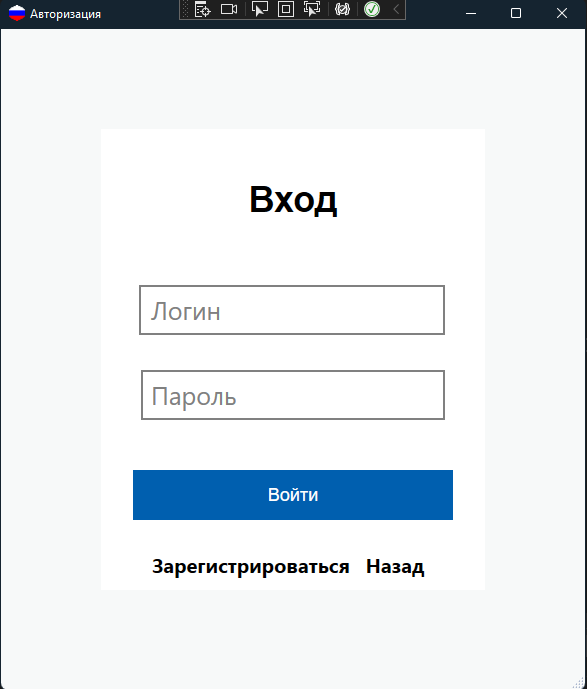 Авторизация
Вход
Логин
Пароль
Войти
Зарегистрироваться Назад